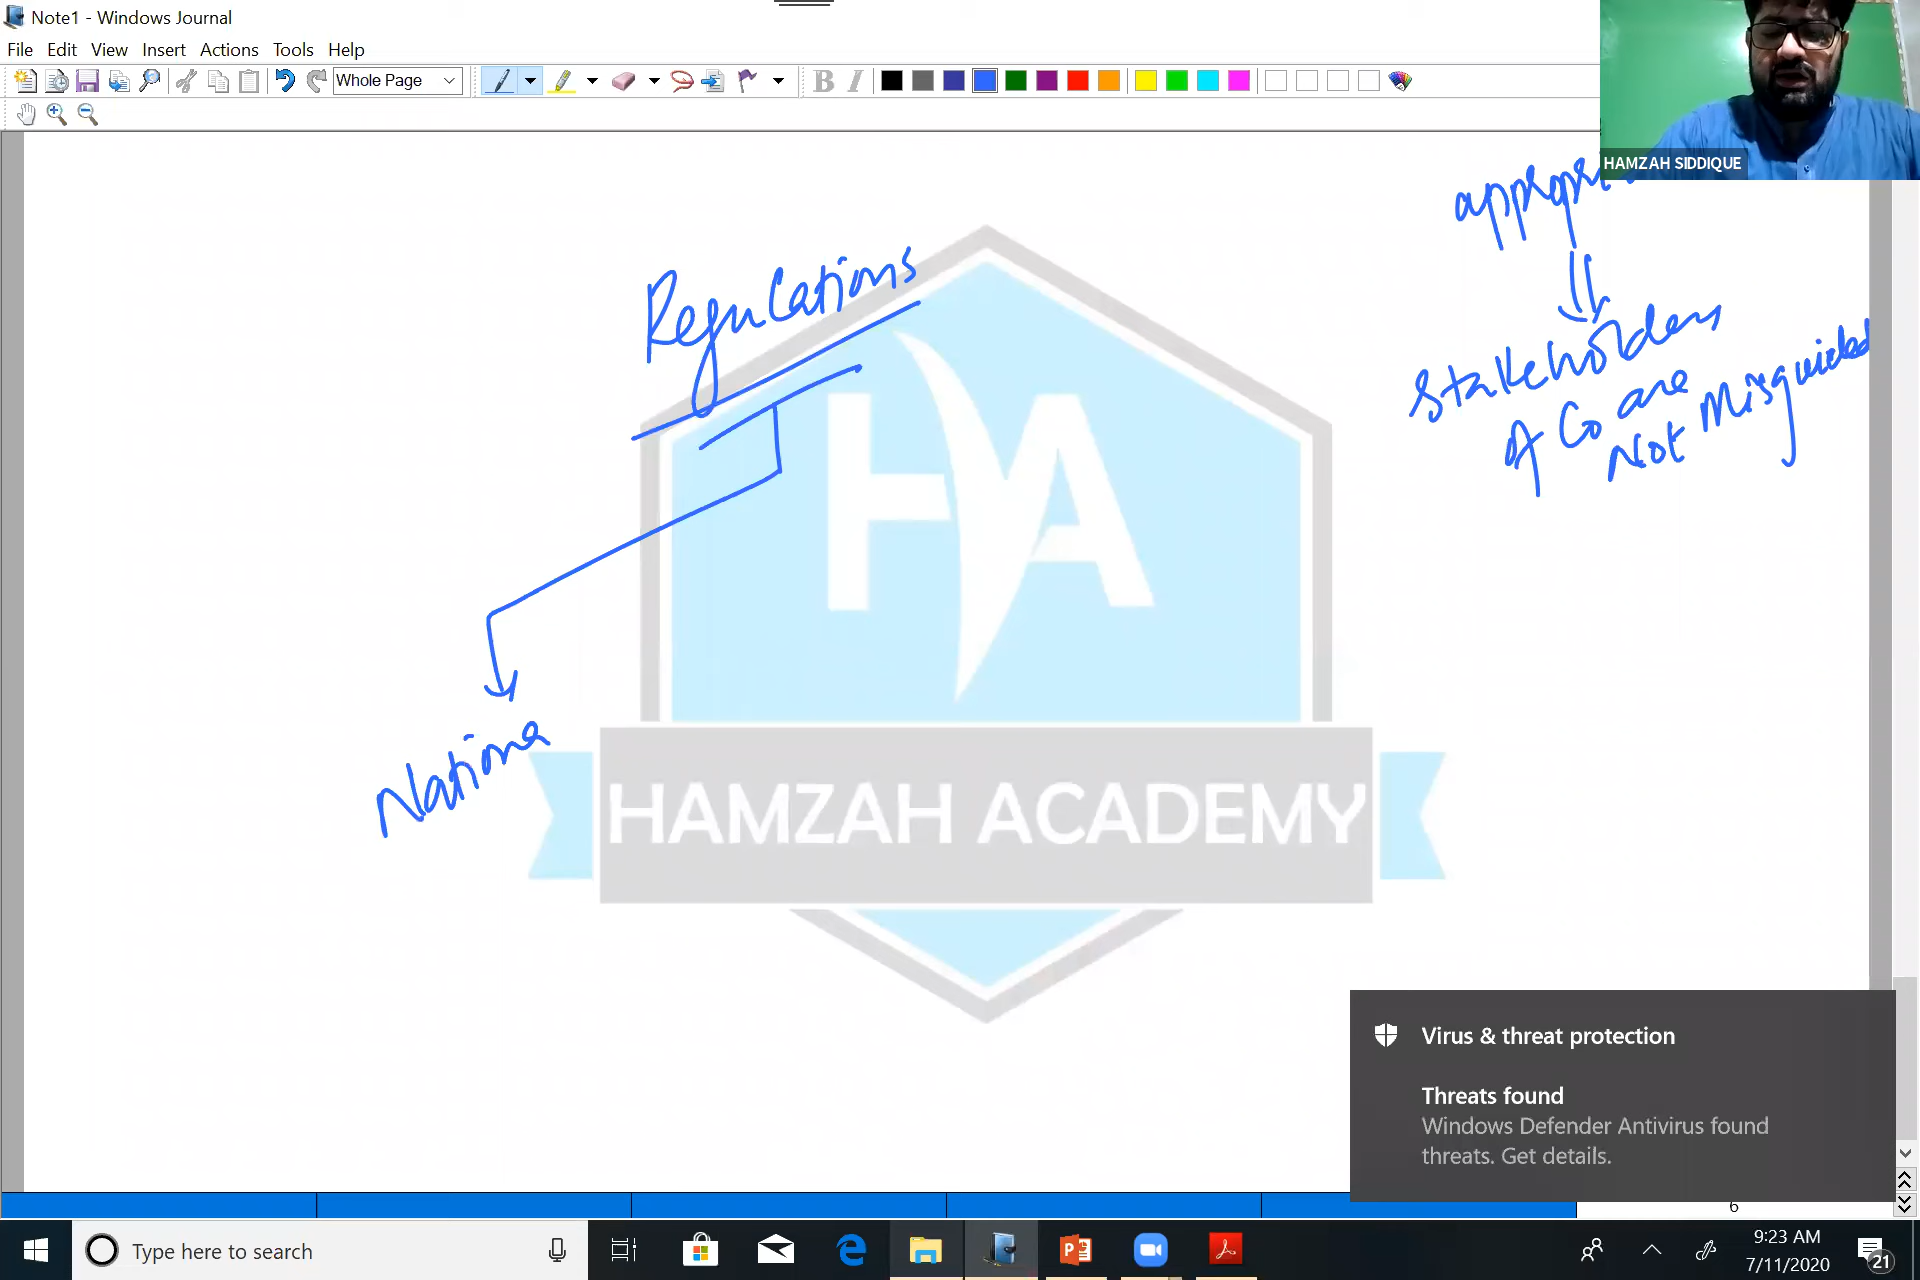 Note1 - Windows Journal
File Edit View Insert Actions Tools Help
Whole Page
B I
HAMZAH SIDDIQUE
Regulations
Stakeholders
of Co are
Not Misguided
Nationa
HA
HAMZAH ACADEMY
Virus & threat protection
Threats found
Windows Defender Antivirus found
threats. Get details.
6
Type here to search
9:23 AM
7/11/2020
21